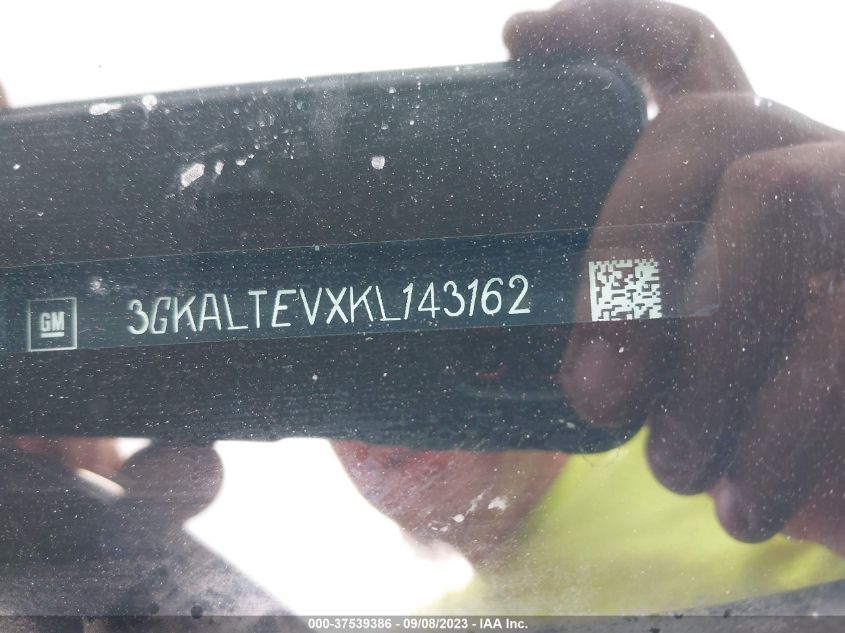 GM 3GKALTEVXKL143162
000-37539386 - 09/08/2023 - IAA Inc.